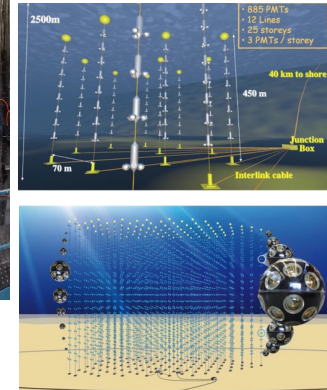 2500m
• 885 PMTs
• 12 Lines
• 25 storeys
• 3 PMTs / storey
40 km to shore
450 m
Junction
Box
70 m
Interlink cable